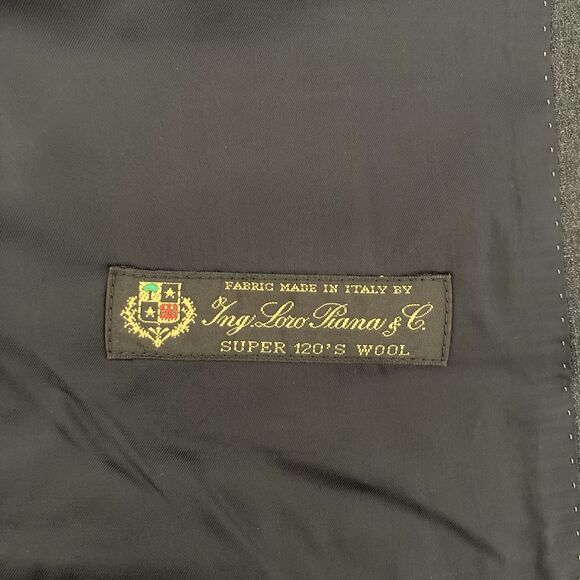 FABRIC MADE IN ITALY BY
Ing. Loro Piana & C.
SUPER 120'S WOOL